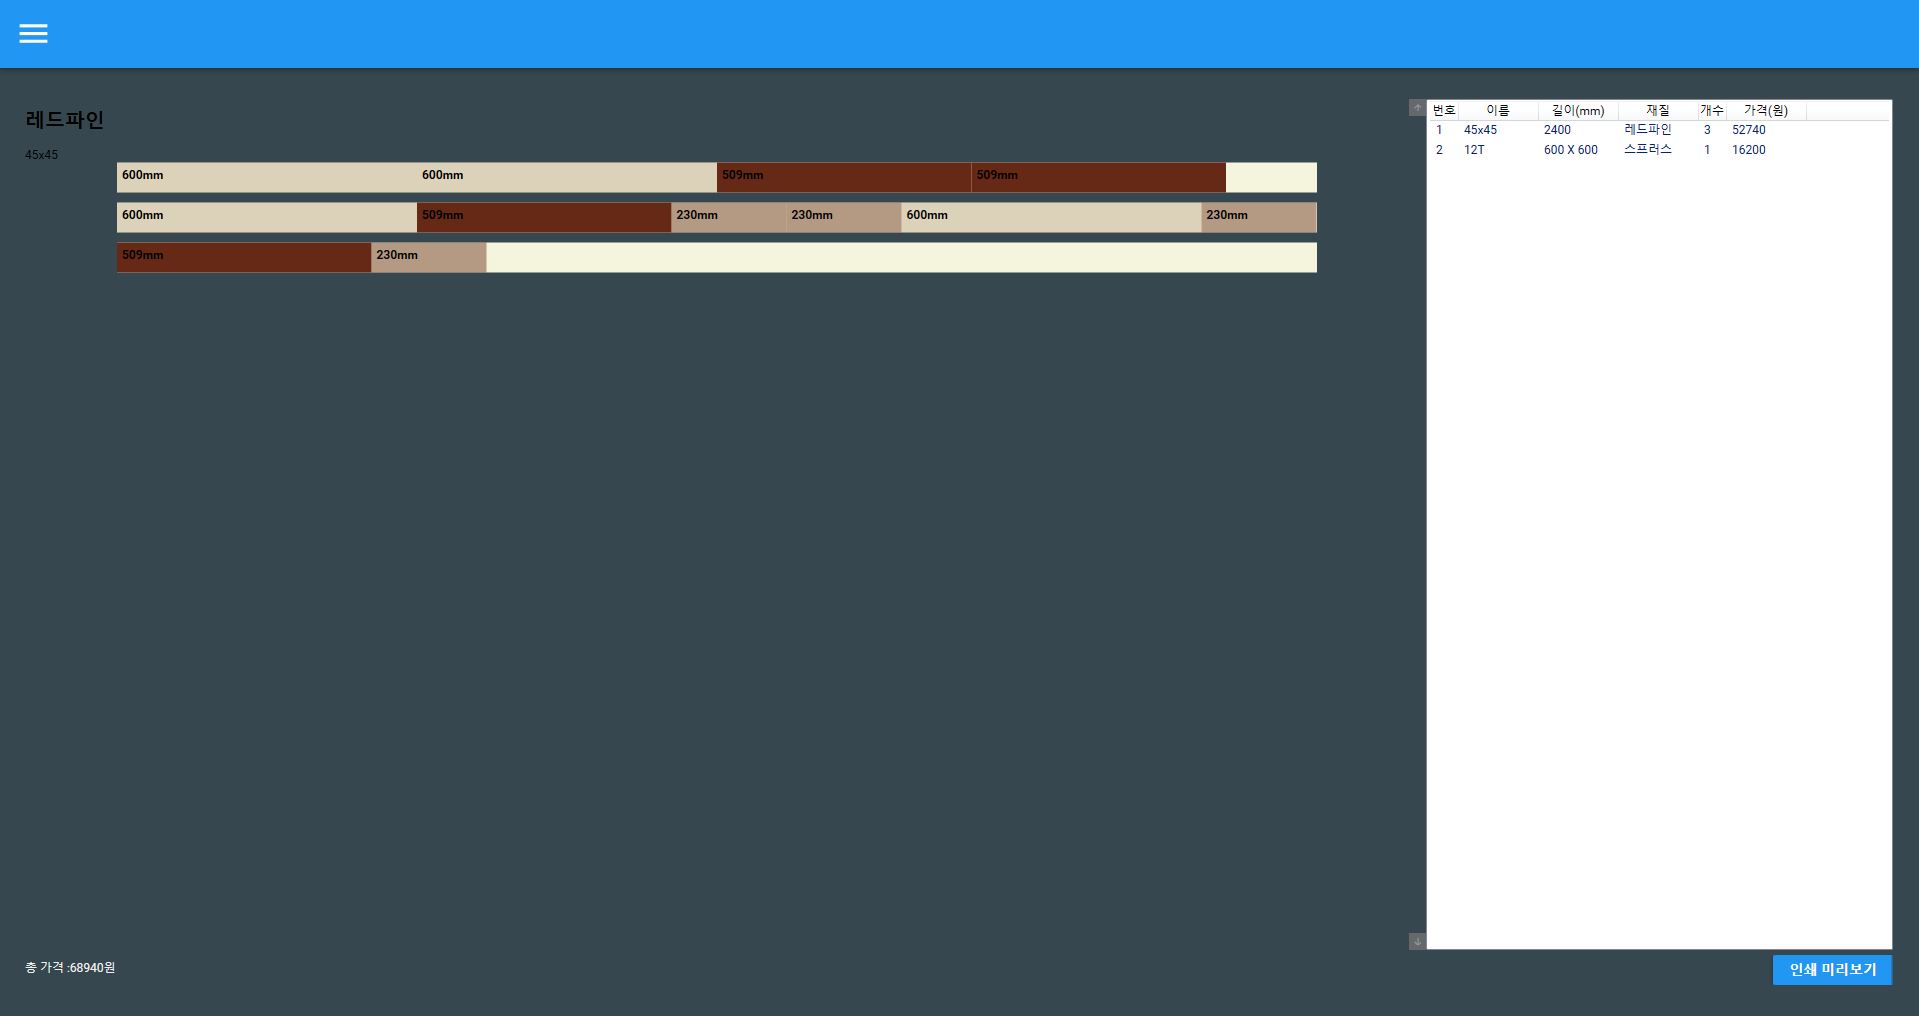 레드파인
45x45
600mm 600mm 509mm 509mm
600mm 509mm 230mm 230mm 600mm 230mm
509mm 230mm
번호 이름 길이(mm) 재질 개수 가격(원)
1 45x45 2400 레드파인 3 52740
2 12T 600 X 600 스프러스 1 16200
총 가격 :68940원
인쇄 미리보기